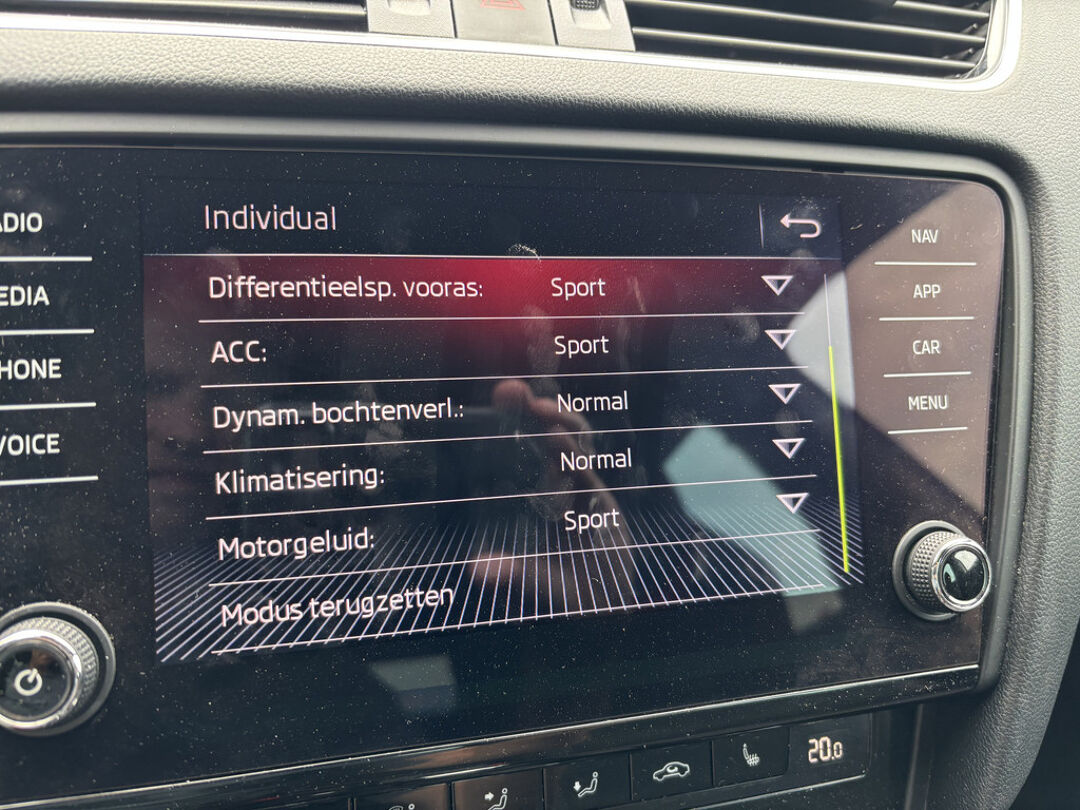 Individual
Differentieelsp. vooras: Sport
ACC: Sport
Dynam. bochtenverl.: Normal
Klimatisering: Normal
Motorgeluid: Sport
Modus terugzetten
ADIO
EDIA
HONE
VOICE
NAV
APP
CAR
MENU
20.0